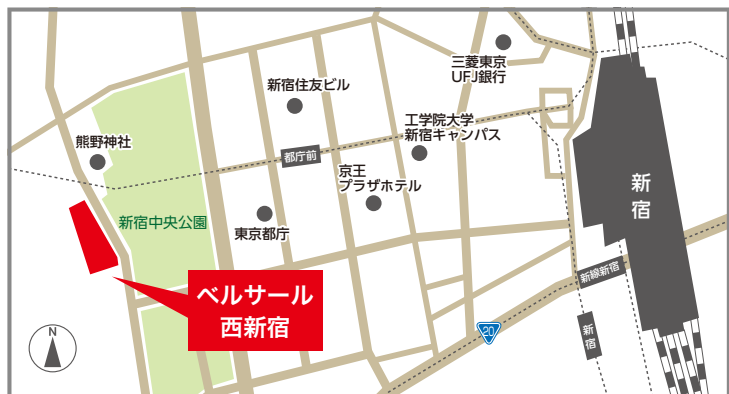 三菱東京
UFJ銀行
新宿住友ビル
工学院大学
新宿キャンパス
熊野神社
都庁前
京王
プラザホテル
新宿
新宿中央公園
東京都庁
新線新宿
ベルサール
西新宿
20
新宿
N